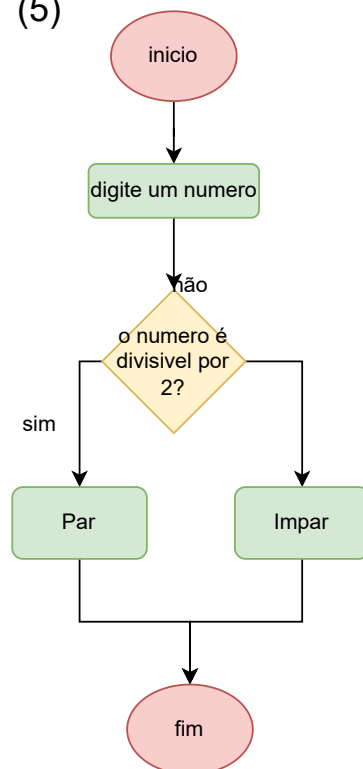 (5)
inicio
digite um numero
não
o numero é
divisivel por
2?
sim
Par
Impar
fim